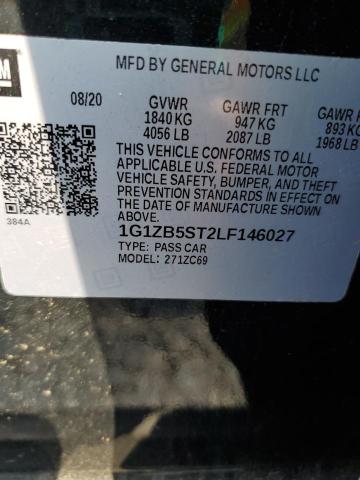 GM
MFD BY GENERAL MOTORS LLC
08/20 GVWR GAWR FRT GAWR
1840 KG 947 KG 893 KG
4056 LB 2087 LB 1968 LB
THIS VEHICLE CONFORMS TO ALL
APPLICABLE U.S. FEDERAL MOTOR
VEHICLE SAFETY, BUMPER, AND THEFT
PREVENTION STANDARDS IN EFFECT
ON THE DATE OF MANUFACTURE SHOWN
ABOVE.
384A
1G1ZB5ST2LF146027
TYPE: PASS CAR
MODEL: 271ZC69